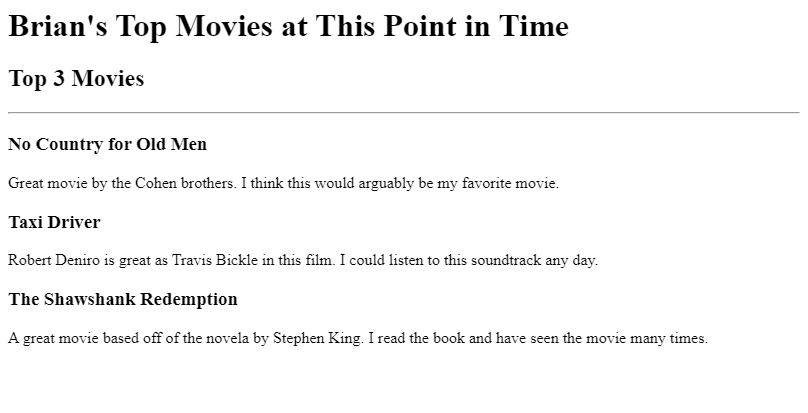 Brian's Top Movies at This Point in Time
Top 3 Movies
No Country for Old Men
Great movie by the Cohen brothers. I think this would arguably be my favorite movie.
Taxi Driver
Robert Deniro is great as Travis Bickle in this film. I could listen to this soundtrack any day.
The Shawshank Redemption
A great movie based off of the novela by Stephen King. I read the book and have seen the movie many times.